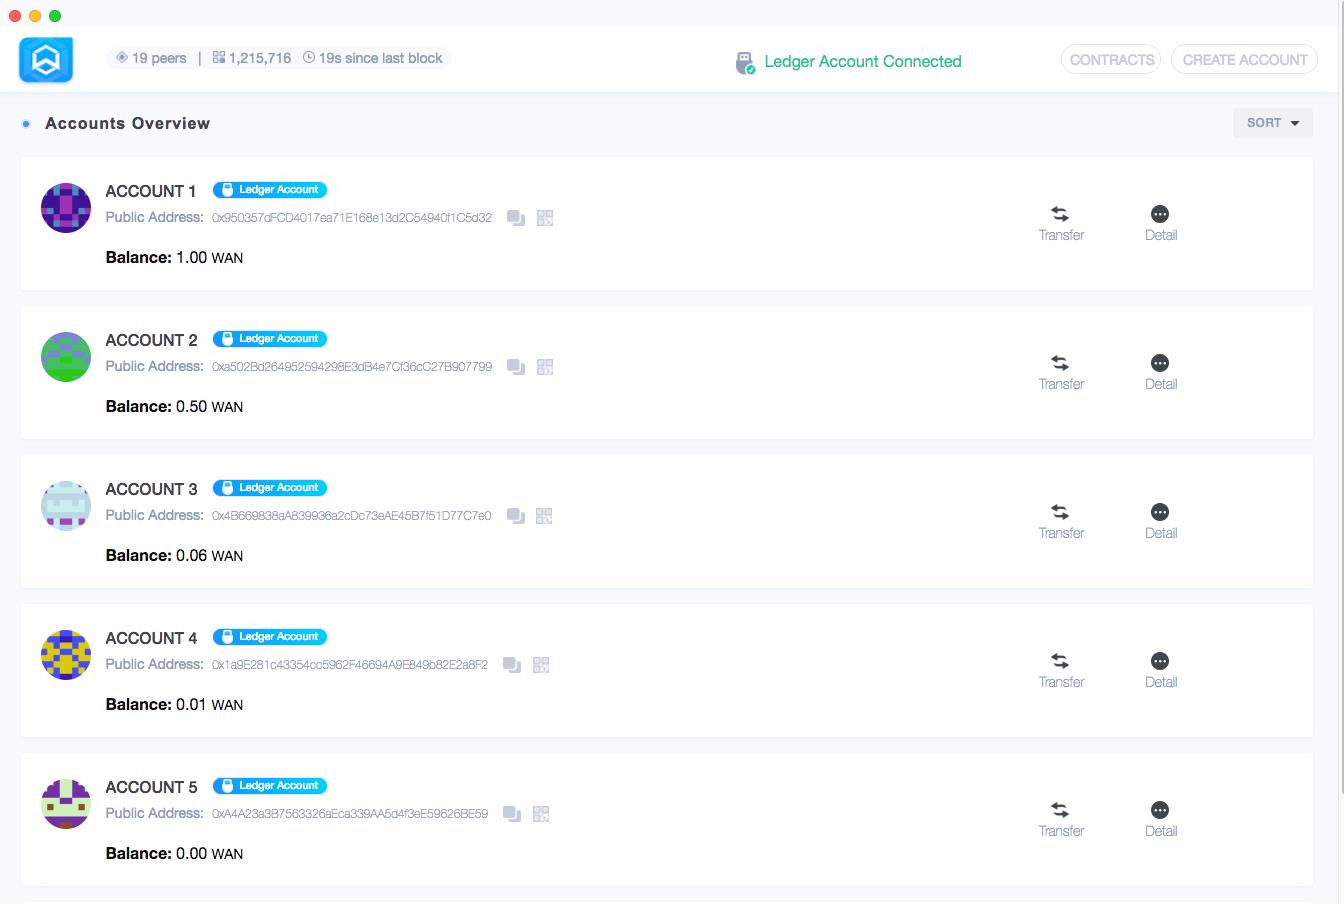 19 peers | 1,215,716 19s since last block
Ledger Account Connected
CONTRACTS
CREATE ACCOUNT
Accounts Overview
SORT
ACCOUNT 1 Ledger Account
Public Address: 0x950357dFCD4017ea71E168e13d2C54940f1C5d32
Balance: 1.00 WAN
Transfer
Detail
ACCOUNT 2 Ledger Account
Public Address: 0xa502Bd264952594298E3dB4e7Cf36cC27B907799
Balance: 0.50 WAN
Transfer
Detail
ACCOUNT 3 Ledger Account
Public Address: 0x4B669838aA839936a2cDc73eAE45B7f51D77C7e0
Balance: 0.06 WAN
Transfer
Detail
ACCOUNT 4 Ledger Account
Public Address: 0x1a9E281c43354cc5962F46694A9E849b82E2a8F2
Balance: 0.01 WAN
Transfer
Detail
ACCOUNT 5 Ledger Account
Public Address: 0xA4A23a3B7563326aEca339AA5d4f3eE59626BE59
Balance: 0.00 WAN
Transfer
Detail